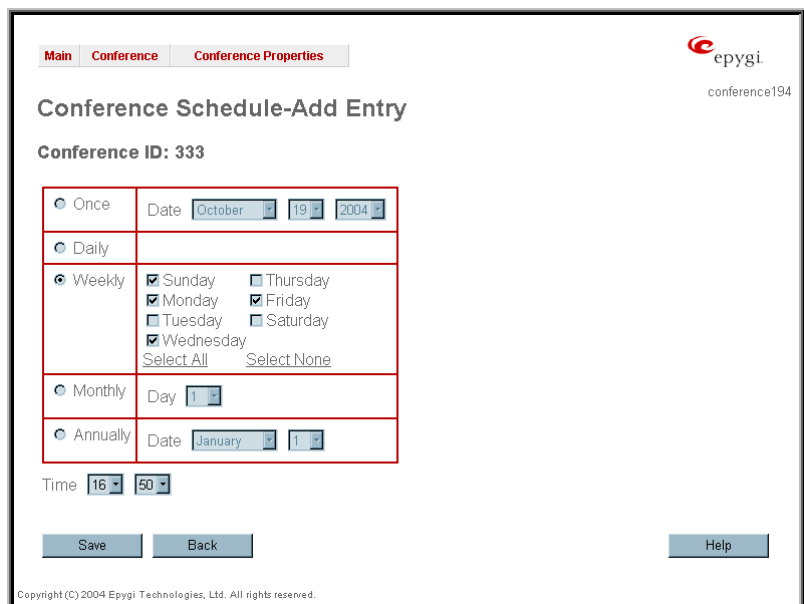 Main Conference Conference Properties
epygi.
conference194
Conference Schedule-Add Entry
Conference ID: 333
Once Date October 19 2004
Daily
Weekly Sunday Thursday
Monday Friday
Tuesday Saturday
Wednesday
Select All Select None
Monthly Day 1
Annually Date January 1
Time 16 50
Save Back Help
Copyright (C) 2004 Epygi Technologies, Ltd. All rights reserved.